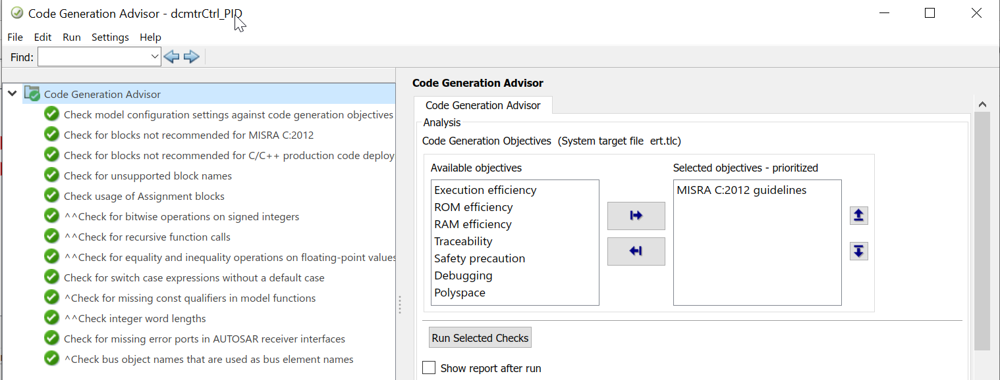 Code Generation Advisor - dcmtrCtrl_PID
File Edit Run Settings Help
Find:
Code Generation Advisor
Check model configuration settings against code generation objectives
Check for blocks not recommended for MISRA C:2012
Check for blocks not recommended for C/C++ production code deploy
Check for unsupported block names
Check usage of Assignment blocks
^^Check for bitwise operations on signed integers
^^Check for recursive function calls
^^Check for equality and inequality operations on floating-point values
Check for switch case expressions without a default case
^Check for missing const qualifiers in model functions
^^Check integer word lengths
Check for missing error ports in AUTOSAR receiver interfaces
^Check bus object names that are used as bus element names
Code Generation Advisor
Code Generation Advisor
Analysis
Code Generation Objectives (System target file ert.tlc)
Available objectives
Execution efficiency
ROM efficiency
RAM efficiency
Traceability
Safety precaution
Debugging
Polyspace
Selected objectives - prioritized
MISRA C:2012 guidelines
Run Selected Checks
Show report after run